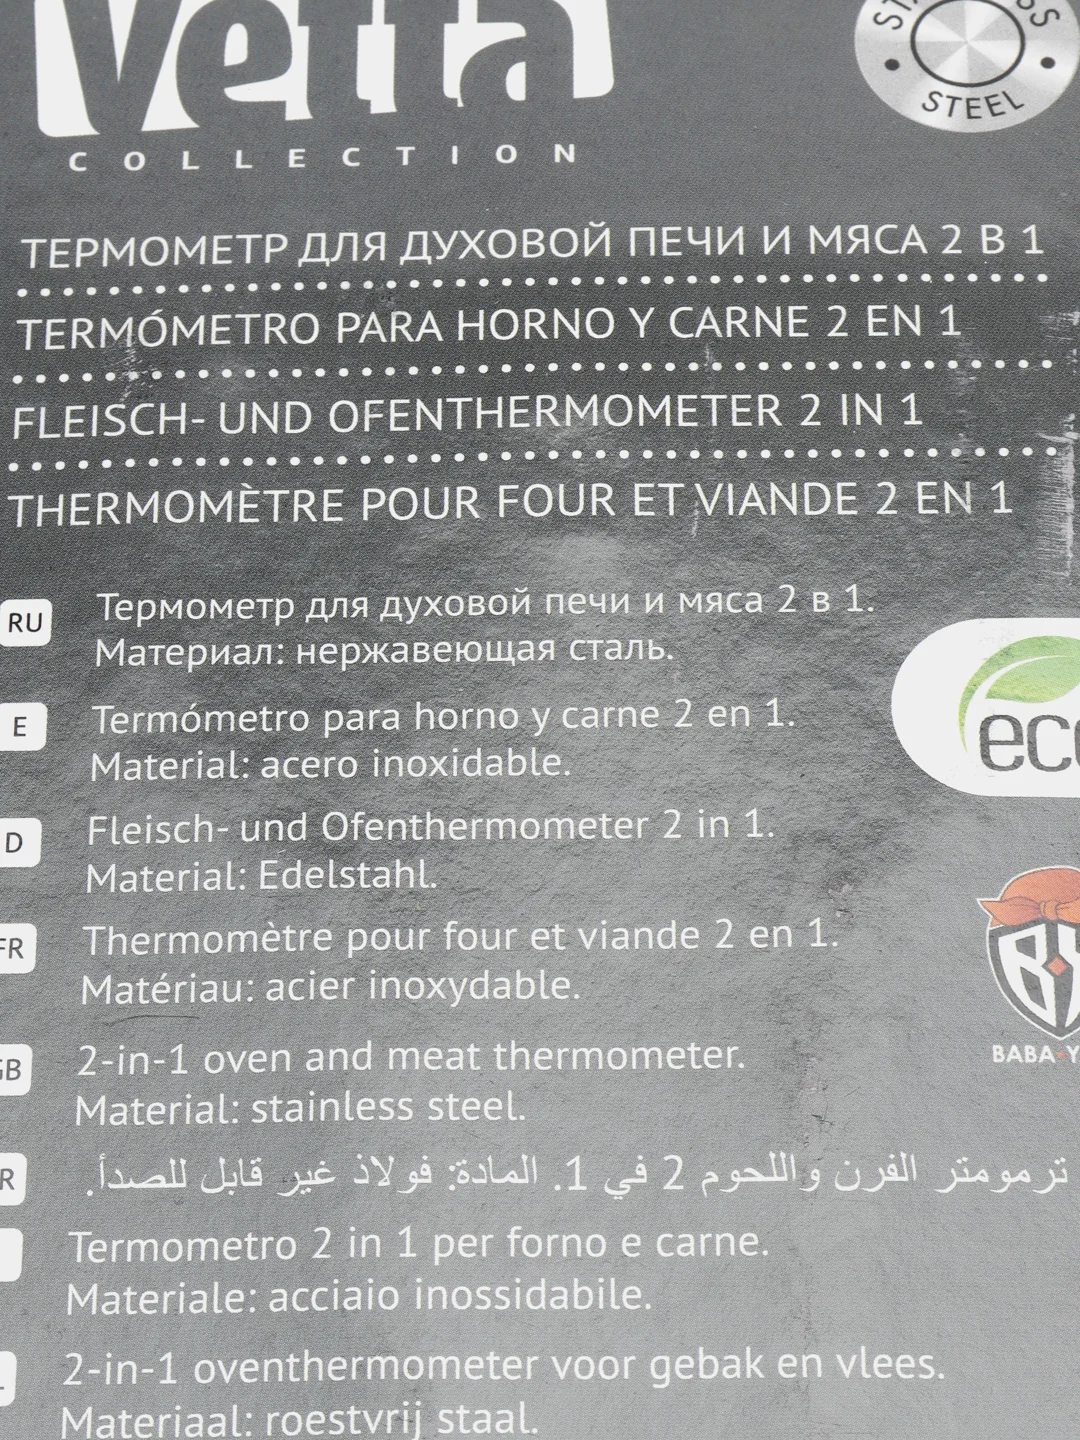 Vetta
COLLECTION
STEEL
ТЕРМОМЕТР ДЛЯ ДУХОВОЙ ПЕЧИ И МЯСА 2 В 1
TERMÓMETRO PARA HORNO Y CARNE 2 EN 1
FLEISCH- UND OFENTHERMOMETER 2 IN 1
THERMOMÈTRE POUR FOUR ET VIANDE 2 EN 1
RU
Термометр для духовой печи и мяса 2 в 1.
Материал: нержавеющая сталь.
E
Termómetro para horno y carne 2 en 1.
Material: acero inoxidable.
eco
D
Fleisch- und Ofenthermometer 2 in 1.
Material: Edelstahl.
FR
Thermomètre pour four et viande 2 en 1.
Matériau: acier inoxydable.
GB
2-in-1 oven and meat thermometer.
Material: stainless steel.
ترمومتر الفرن واللحوم 2 في 1. المادة: فولاذ غير قابل للصدأ.
Termometro 2 in 1 per forno e carne.
Materiale: acciaio inossidabile.
2-in-1 oventhermometer voor gebak en vlees.
Materiaal: roestvrij staal.